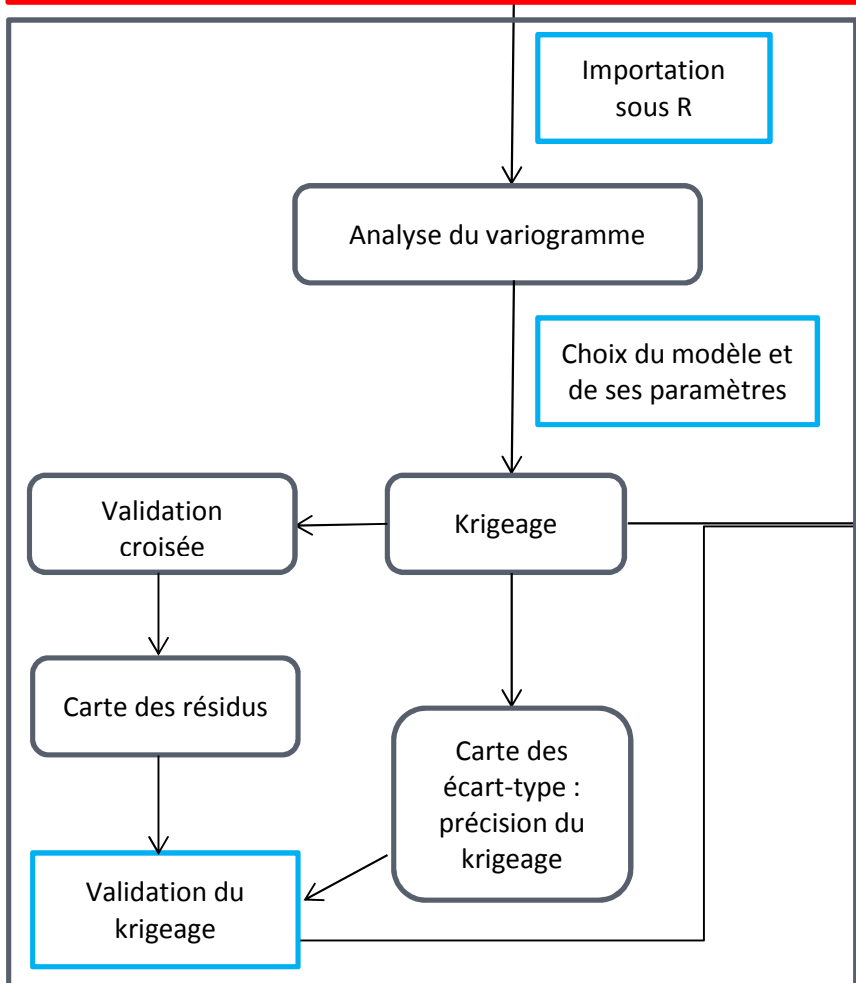 Importation
sous R
Analyse du variogramme
Choix du modèle et
de ses paramètres
Validation
croisée
Krigeage
Carte des résidus
Carte des
écart-type :
précision du
krigeage
Validation du
krigeage